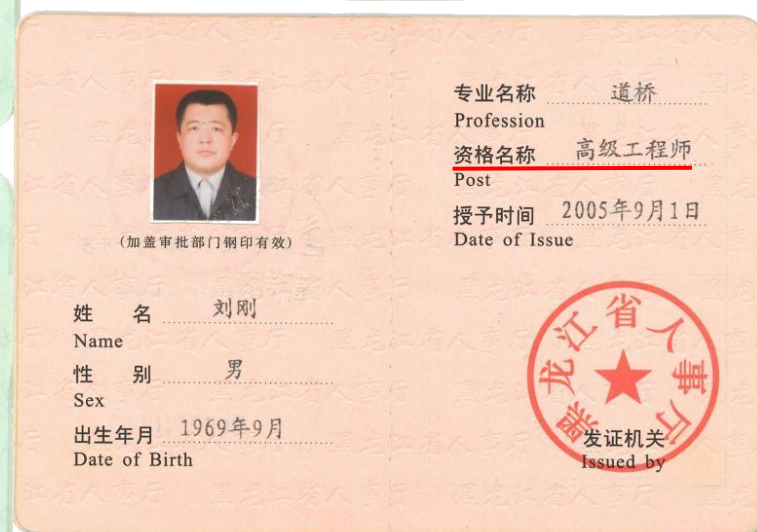 (加盖审批部门钢印有效)
姓 名 刘刚
Name
性 别 男
Sex
出生年月 1969年9月
Date of Birth
专业名称 道桥
Profession
资格名称 高级工程师
Post
授予时间 2005年9月1日
Date of Issue
黑龙江省人事厅
发证机关
Issued by